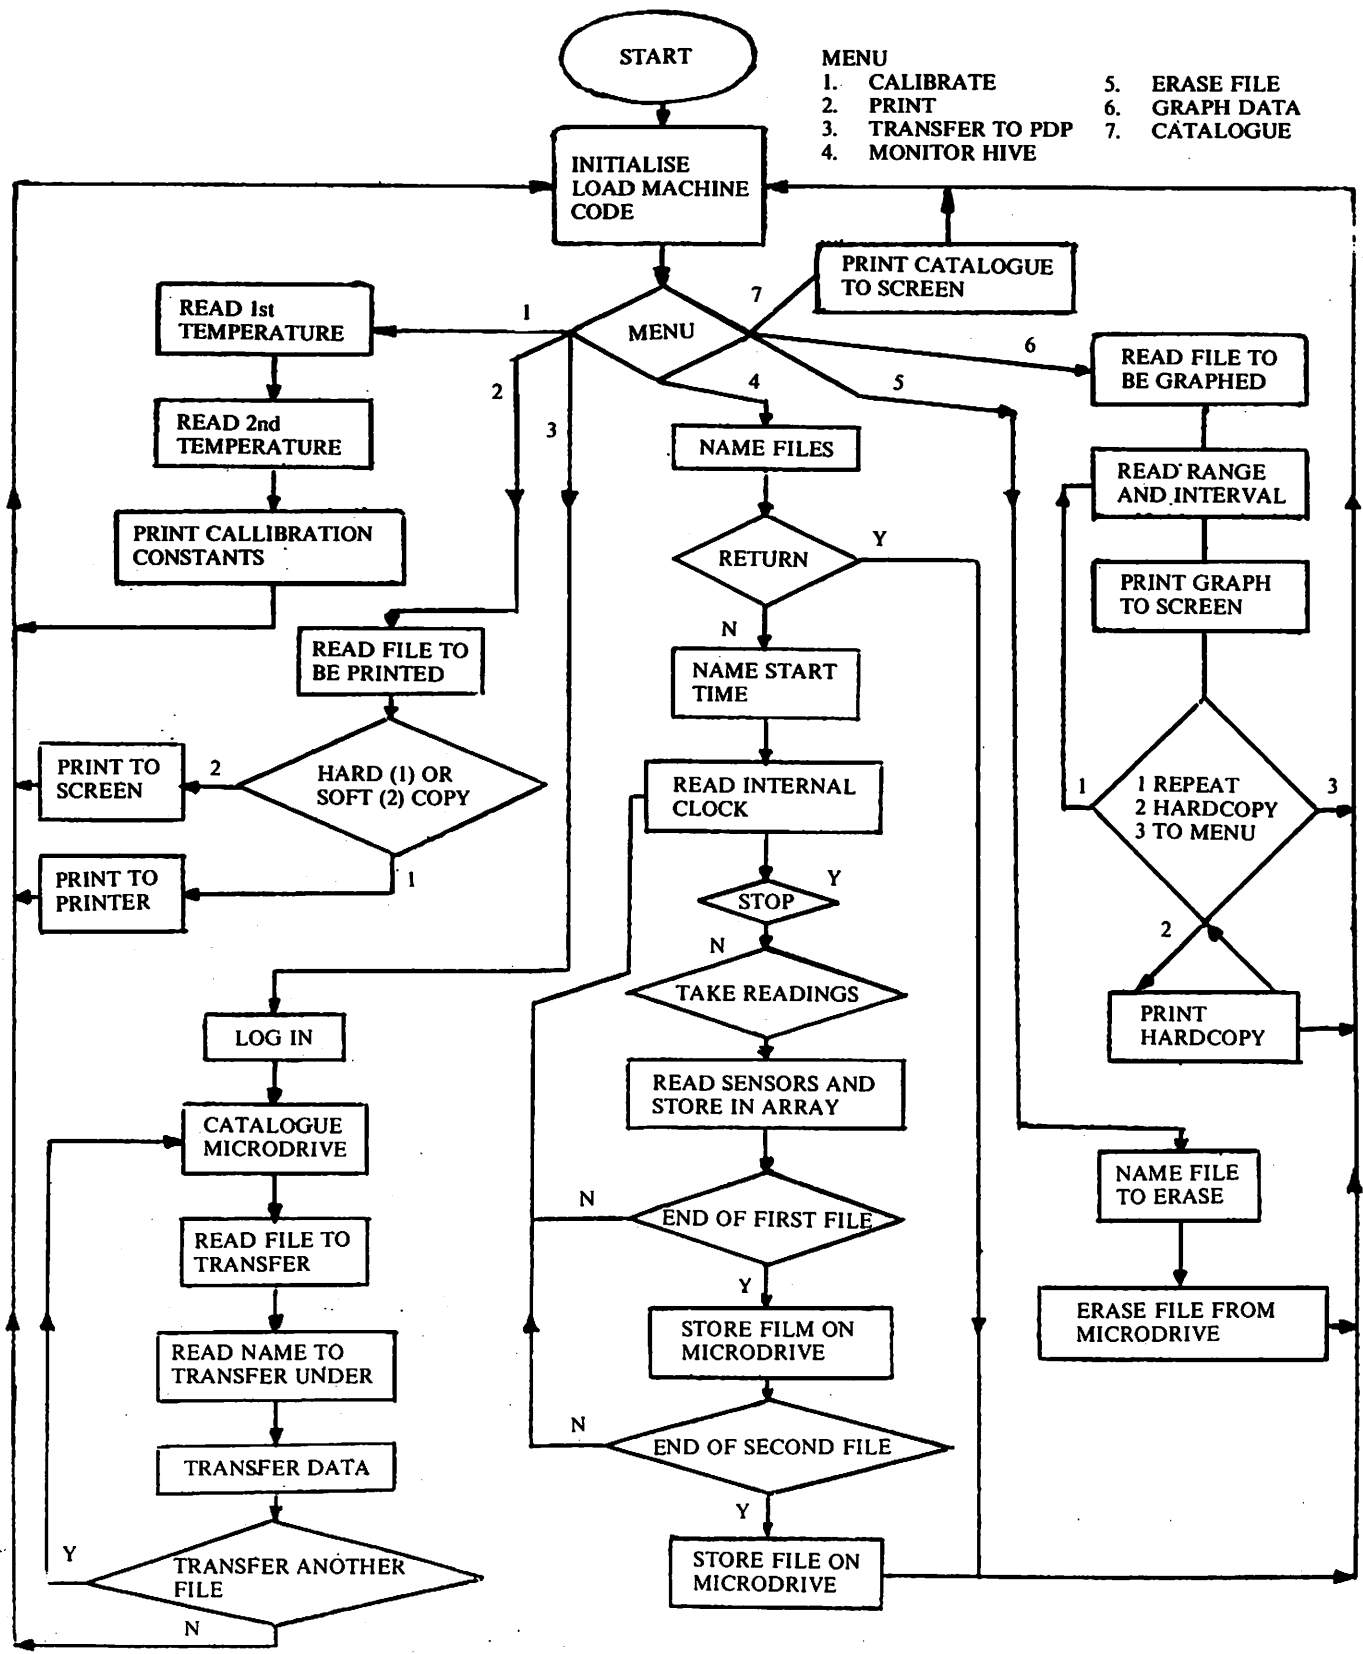 START
MENU
1. CALIBRATE
2. PRINT
3. TRANSFER TO PDP
4. MONITOR HIVE
5. ERASE FILE
6. GRAPH DATA
7. CATALOGUE
INITIALISE
LOAD MACHINE
CODE
PRINT CATALOGUE
TO SCREEN
MENU
1
2
3
4
5
6
7
READ 1st
TEMPERATURE
READ 2nd
TEMPERATURE
PRINT CALLIBRATION
CONSTANTS
READ FILE TO
BE PRINTED
HARD (1) OR
SOFT (2) COPY
2
1
PRINT TO
SCREEN
PRINT TO
PRINTER
LOG IN
CATALOGUE
MICRODRIVE
READ FILE TO
TRANSFER
READ NAME TO
TRANSFER UNDER
TRANSFER DATA
TRANSFER ANOTHER
FILE
Y
N
NAME FILES
RETURN
Y
N
NAME START
TIME
READ INTERNAL
CLOCK
STOP
Y
N
TAKE READINGS
READ SENSORS AND
STORE IN ARRAY
END OF FIRST FILE
N
Y
STORE FILM ON
MICRODRIVE
END OF SECOND FILE
N
Y
STORE FILE ON
MICRODRIVE
READ FILE TO
BE GRAPHED
READ RANGE
AND INTERVAL
PRINT GRAPH
TO SCREEN
1 REPEAT
2 HARDCOPY
3 TO MENU
1
3
2
PRINT
HARDCOPY
NAME FILE
TO ERASE
ERASE FILE FROM
MICRODRIVE